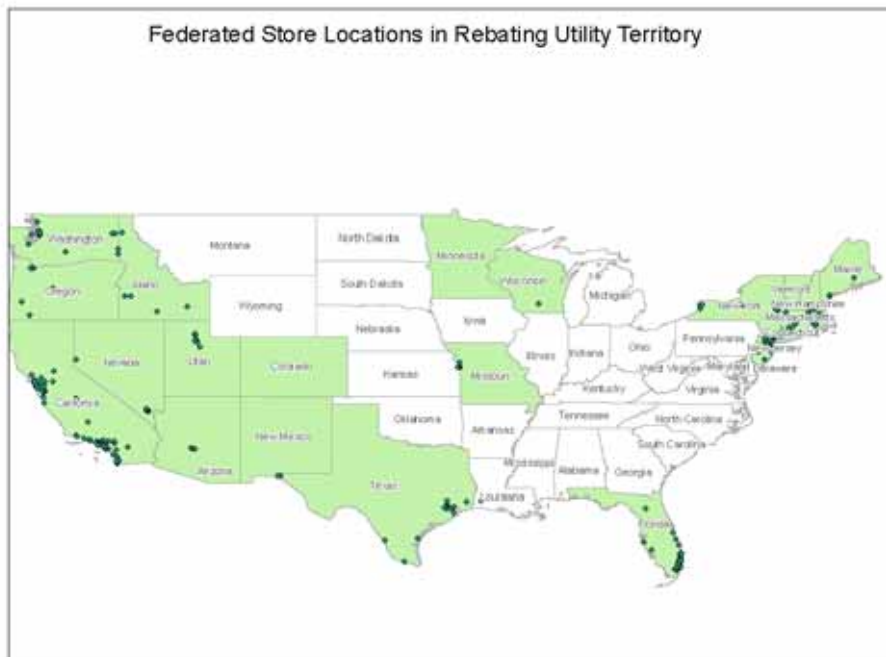 Federated Store Locations in Rebating Utility Territory
Washington
Montana
North Dakota
Minnesota
Maine
Oregon
Idaho
South Dakota
Wisconsin
Michigan
Vermont
New Hampshire
New York
Massachusetts
Wyoming
Iowa
Nebraska
Pennsylvania
New Jersey
Nevada
Utah
Colorado
Illinois
Indiana
Ohio
Maryland
Delaware
West Virginia
Virginia
Kansas
Missouri
Kentucky
California
Oklahoma
Tennessee
North Carolina
Arkansas
South Carolina
New Mexico
Arizona
Mississippi
Alabama
Georgia
Texas
Louisiana
Florida